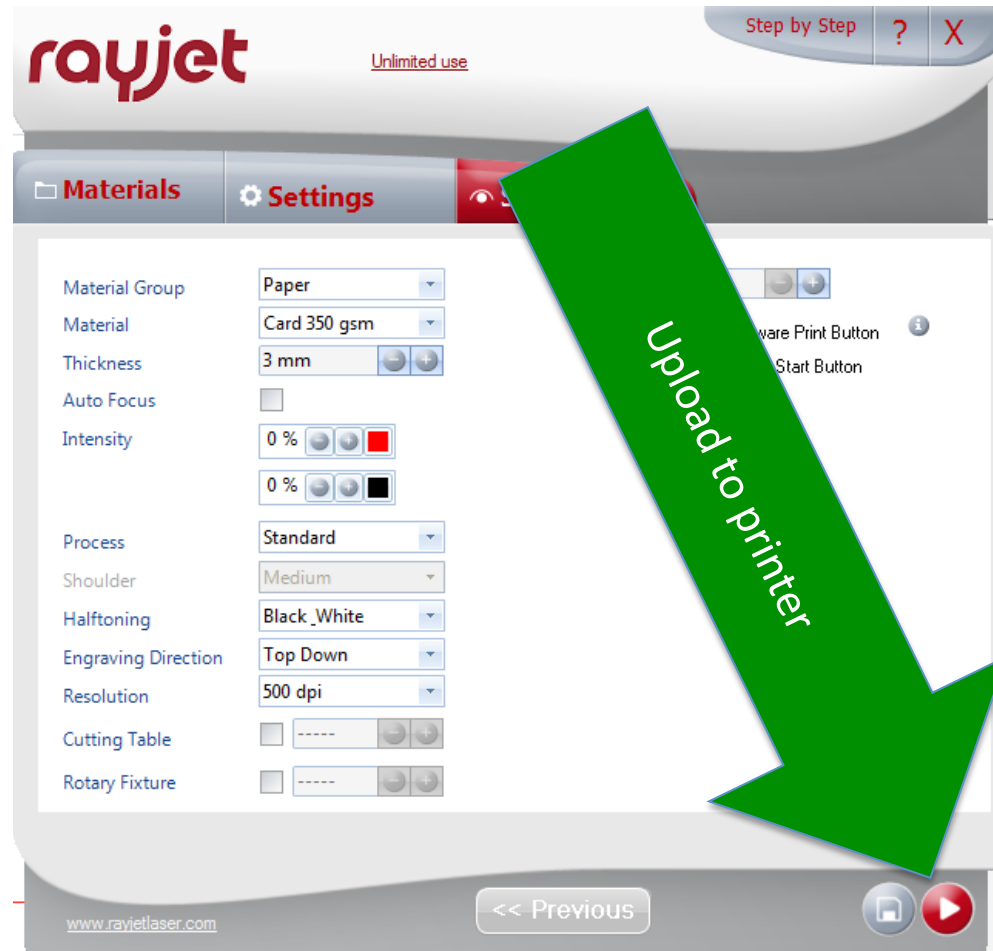 rayjet
Unlimited use
Step by Step ? X
Materials
Settings
Material Group Paper
Material Card 350 gsm
Thickness 3 mm
Auto Focus
Intensity 0 %
0 %
Process Standard
Shoulder Medium
Halftoning Black_White
Engraving Direction Top Down
Resolution 500 dpi
Cutting Table -----
Rotary Fixture -----
Print Button
Start Button
Upload to printer
<< Previous
www.rayjetlaser.com